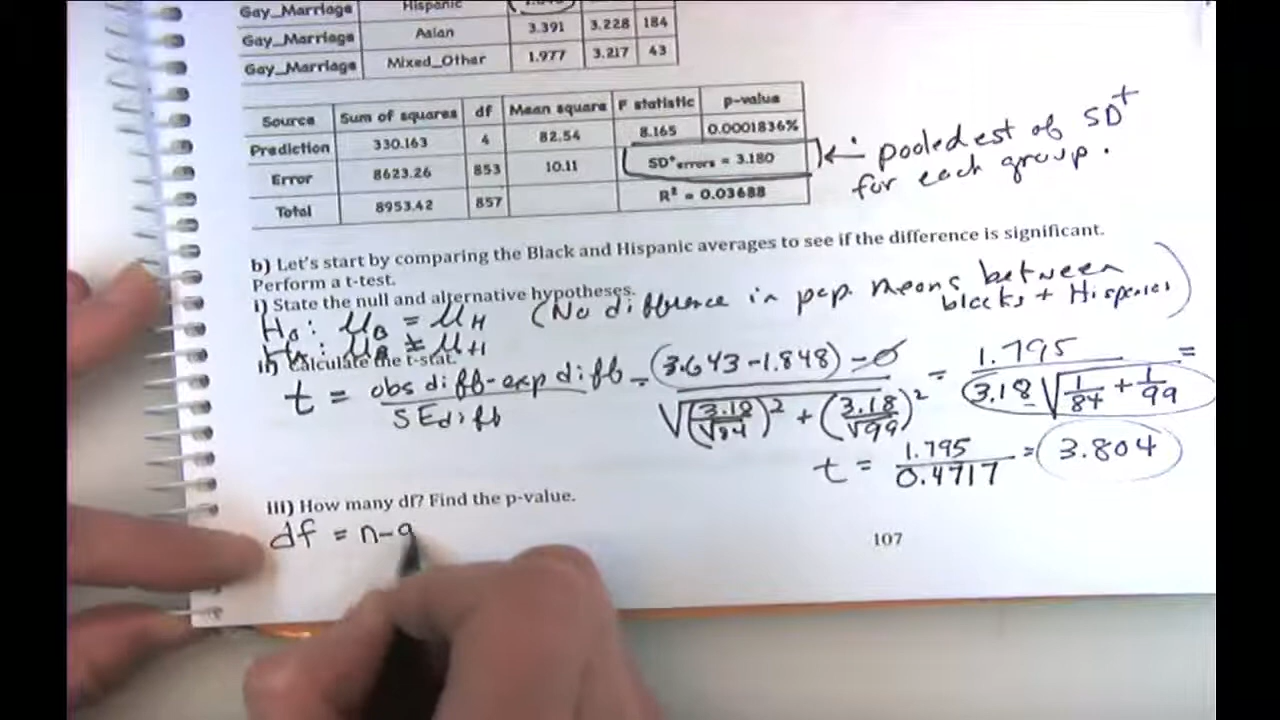 Gay_Marriage Hispanic
Gay_Marriage Asian 3.391 3.228 184
Gay_Marriage Mixed_Other 1.977 3.217 43
Source Sum of squares df Mean square F statistic p-value
Prediction 330.163 4 82.54 8.165 0.0001836%
Error 8623.26 853 10.11 SD⁺errors = 3.180
Total 8953.42 857 R² = 0.03688
← pooled est of SD⁺
for each group.
b) Let's start by comparing the Black and Hispanic averages to see if the difference is significant.
Perform a t-test.
i) State the null and alternative hypotheses.
H₀: μB = μH (No difference in pop. means between
blacks + Hispanics)
HA: μB ≠ μH
ii) Calculate the t-stat.
t = obs diff-exp diff / SEdiff = (3.643-1.848)-0 / √(3.18/√84)² + (3.18/√99)² = 1.795 / 3.18 √1/84 + 1/99 =
t = 1.795 / 0.4717 = 3.804
iii) How many df? Find the p-value.
df = n-g
107